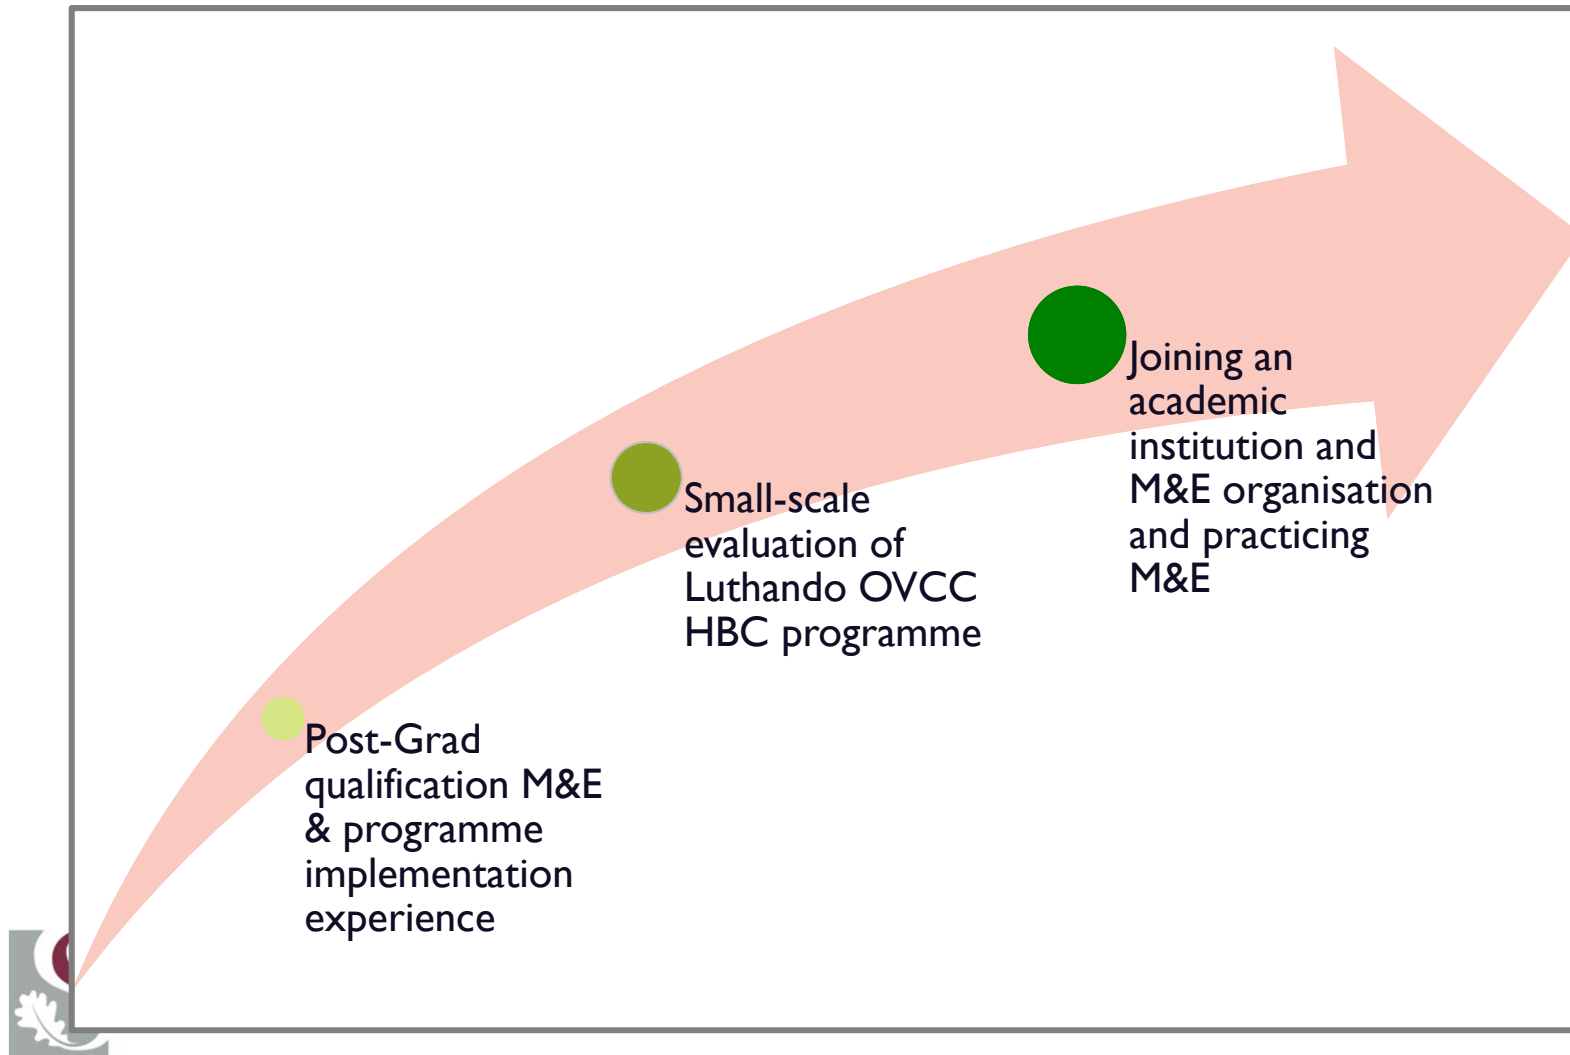 Joining an
academic
institution and
M&E organisation
and practicing
M&E
Small-scale
evaluation of
Luthando OVCC
HBC programme
Post-Grad
qualification M&E
& programme
implementation
experience